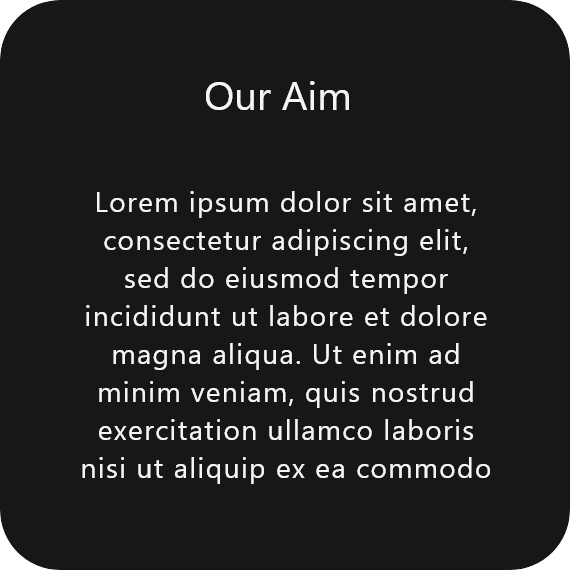 Our Aim
Lorem ipsum dolor sit amet,
consectetur adipiscing elit,
sed do eiusmod tempor
incididunt ut labore et dolore
magna aliqua. Ut enim ad
minim veniam, quis nostrud
exercitation ullamco laboris
nisi ut aliquip ex ea commodo